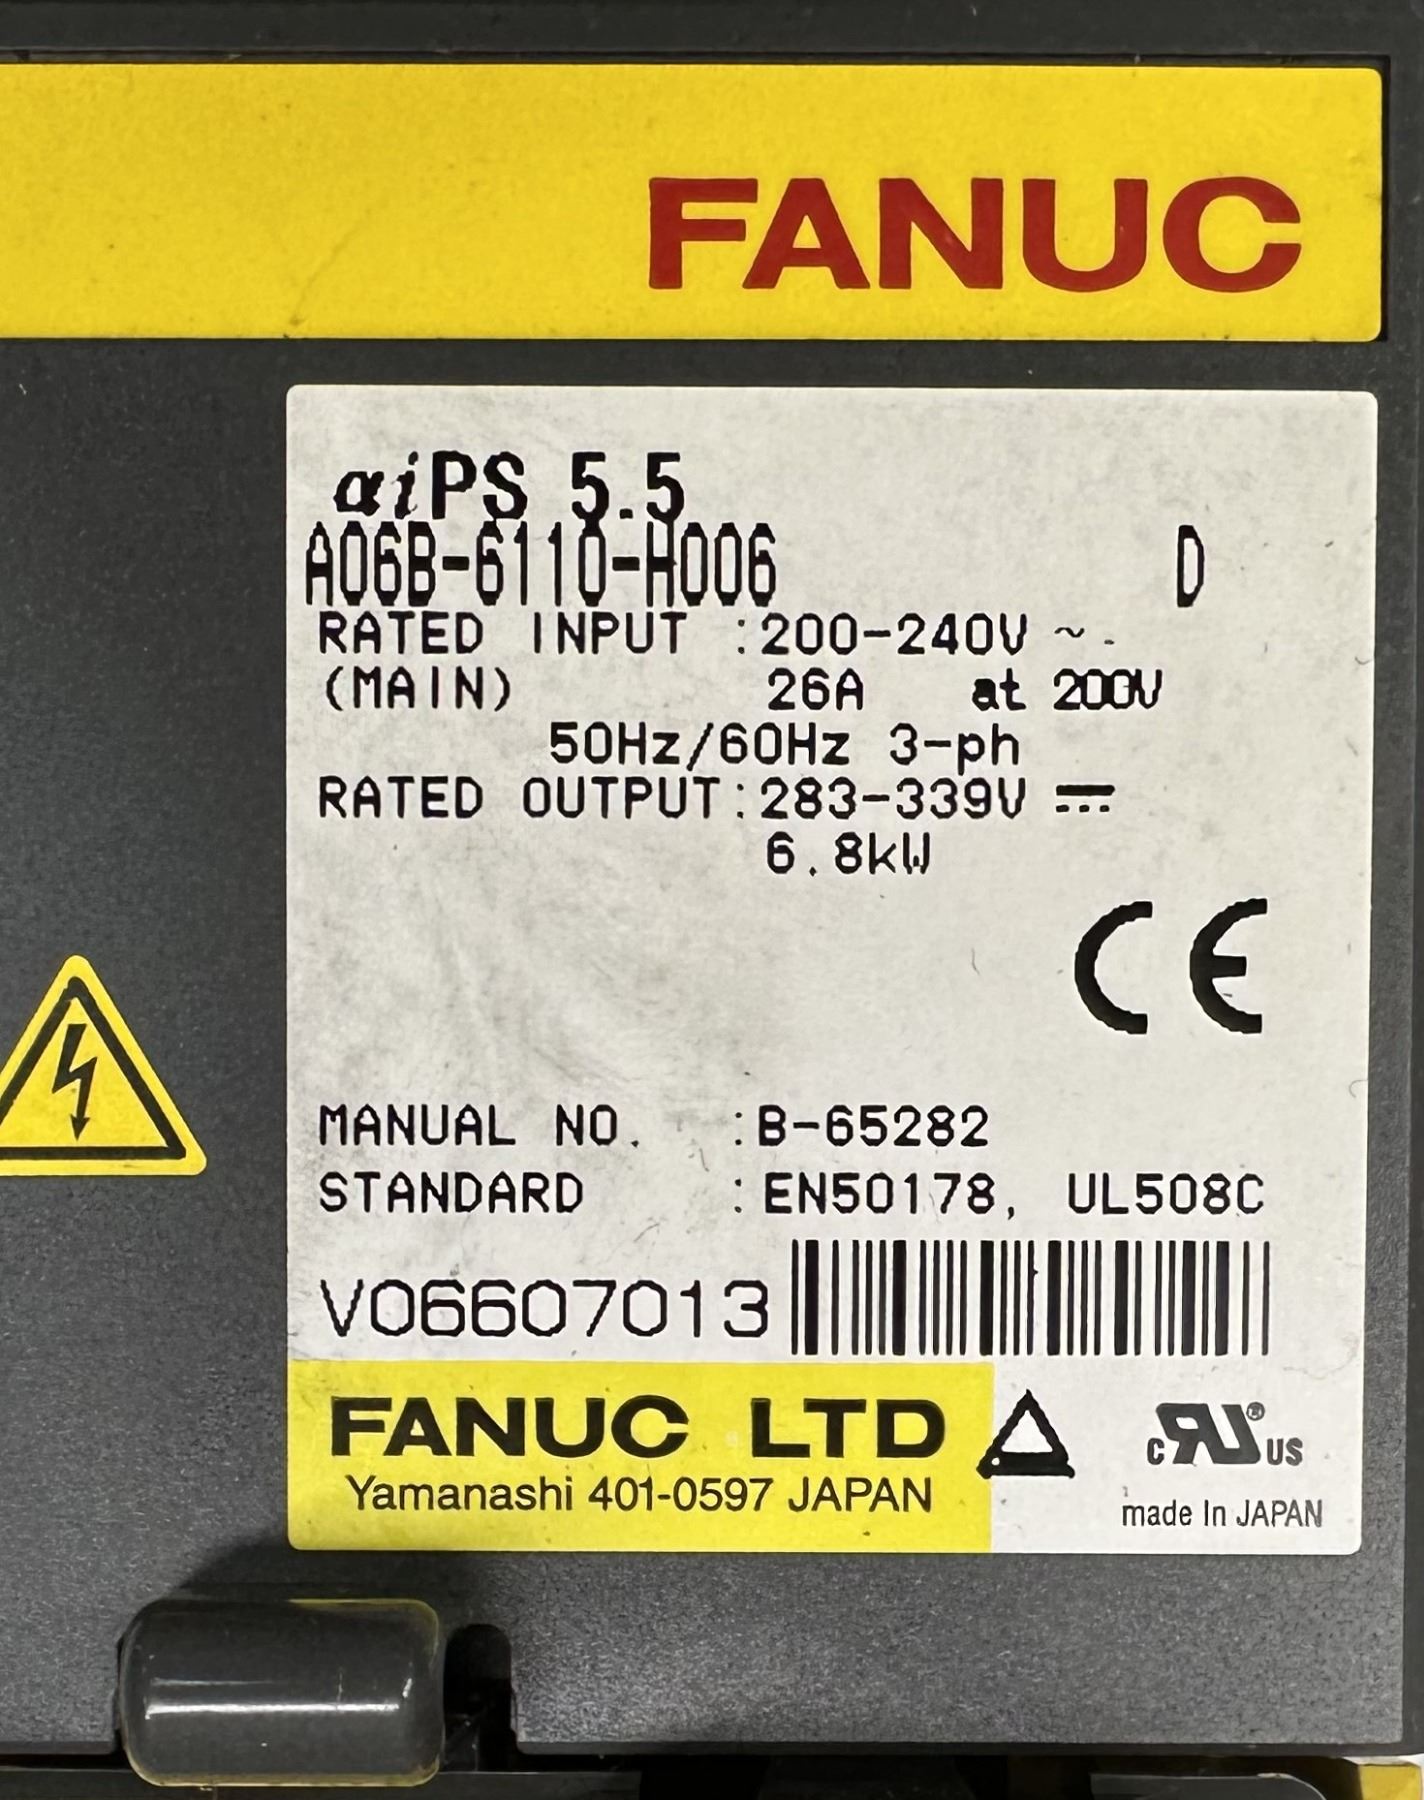 FANUC
αiPS 5.5
A06B-6110-H006 D
RATED INPUT :200-240V ~.
(MAIN) 26A at 200V
50Hz/60Hz 3-ph
RATED OUTPUT:283-339V ⎓
6.8kW
CE
MANUAL NO. :B-65282
STANDARD :EN50178, UL508C
V06607013
FANUC LTD
Yamanashi 401-0597 JAPAN
c RU ® US
made In JAPAN